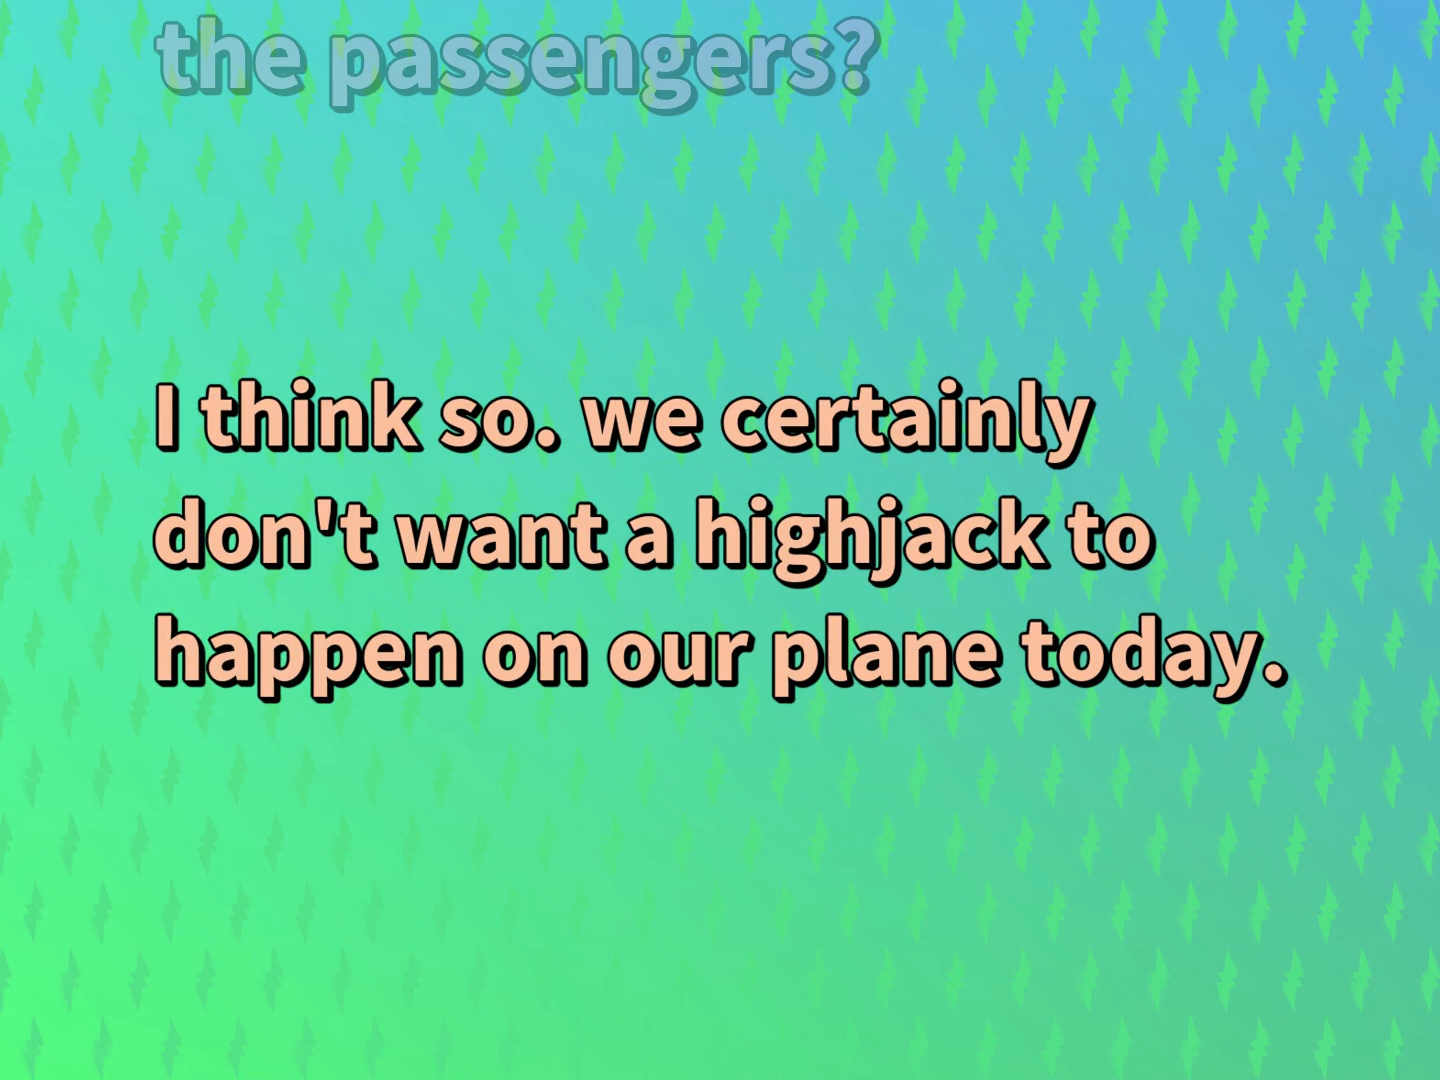 the passengers?
I think so. we certainly
don't want a highjack to
happen on our plane today.